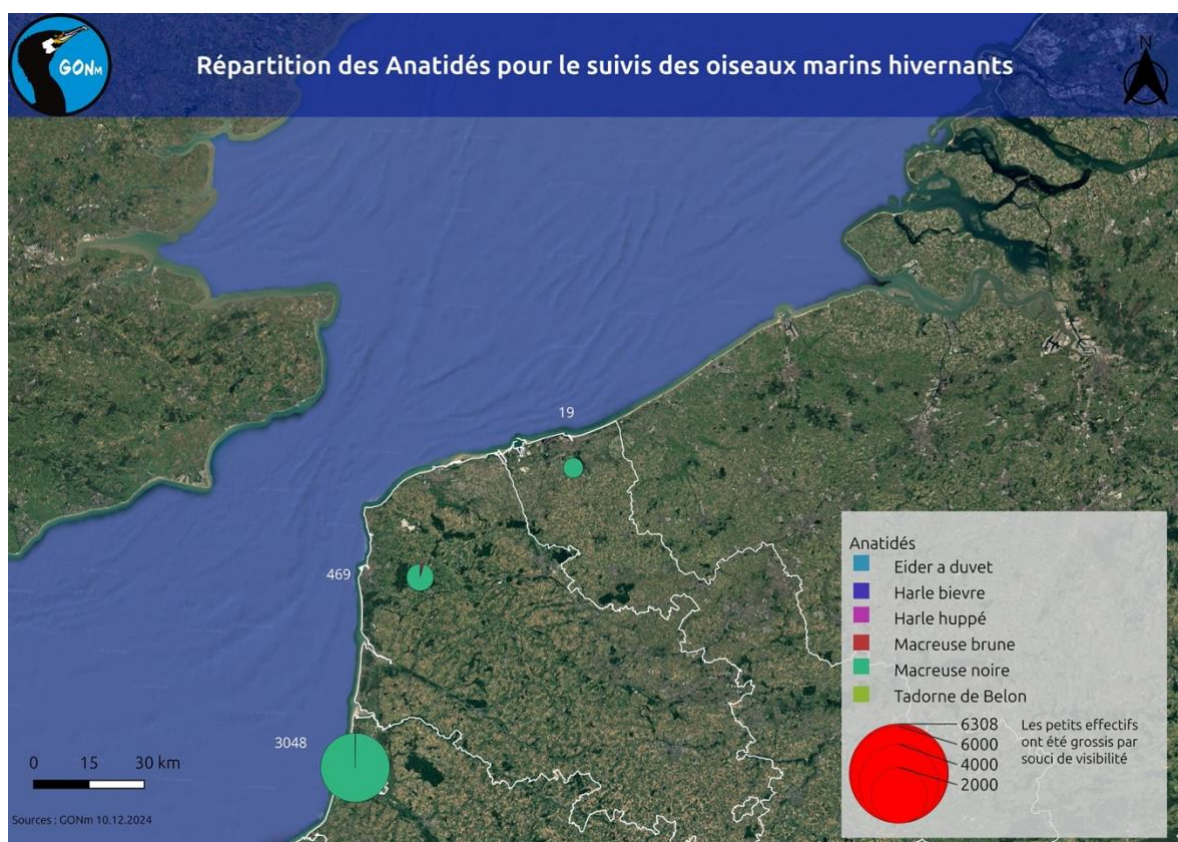 GONm
Répartition des Anatidés pour le suivis des oiseaux marins hivernants
N
19
469
3048
Anatidés
Eider a duvet
Harle bievre
Harle huppé
Macreuse brune
Macreuse noire
Tadorne de Belon
6308
6000
4000
2000
Les petits effectifs
ont été grossis par
souci de visibilité
0 15 30 km
Sources : GONm 10.12.2024